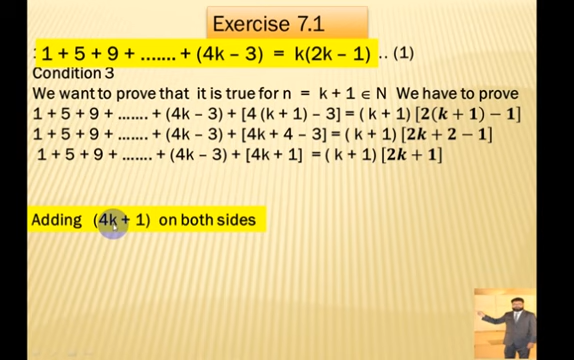 Exercise 7.1
: 1 + 5 + 9 + ....... + (4k – 3) = k(2k – 1) .. (1)
Condition 3
We want to prove that it is true for n = k + 1 ∈ N We have to prove
1 + 5 + 9 + ....... + (4k – 3) + [4 (k + 1) – 3] = ( k + 1) [2(k + 1) – 1]
1 + 5 + 9 + ....... + (4k – 3) + [4k + 4 – 3] = ( k + 1) [2k + 2 – 1]
1 + 5 + 9 + ....... + (4k – 3) + [4k + 1] = ( k + 1) [2k + 1]
Adding (4k + 1) on both sides